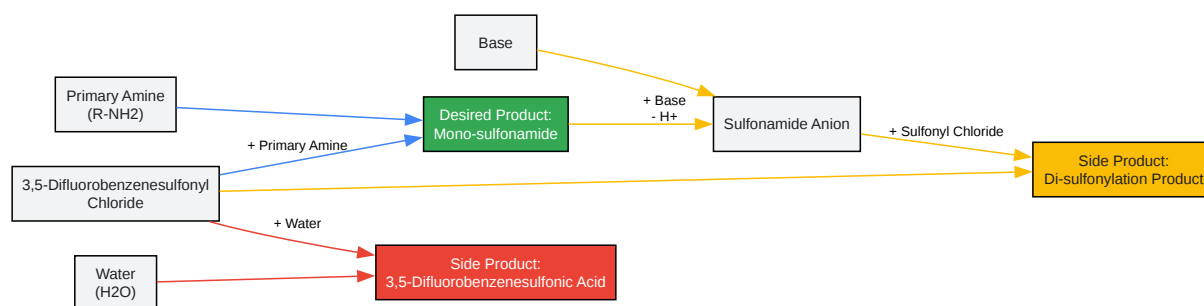 Base
Primary Amine
(R-NH2)
Desired Product:
Mono-sulfonamide
+ Base
- H+
Sulfonamide Anion
+ Sulfonyl Chloride
+ Primary Amine
Side Product:
Di-sulfonylation Product
3,5-Difluorobenzenesulfonyl
Chloride
+ Water
Water
(H2O)
Side Product:
3,5-Difluorobenzenesulfonic Acid